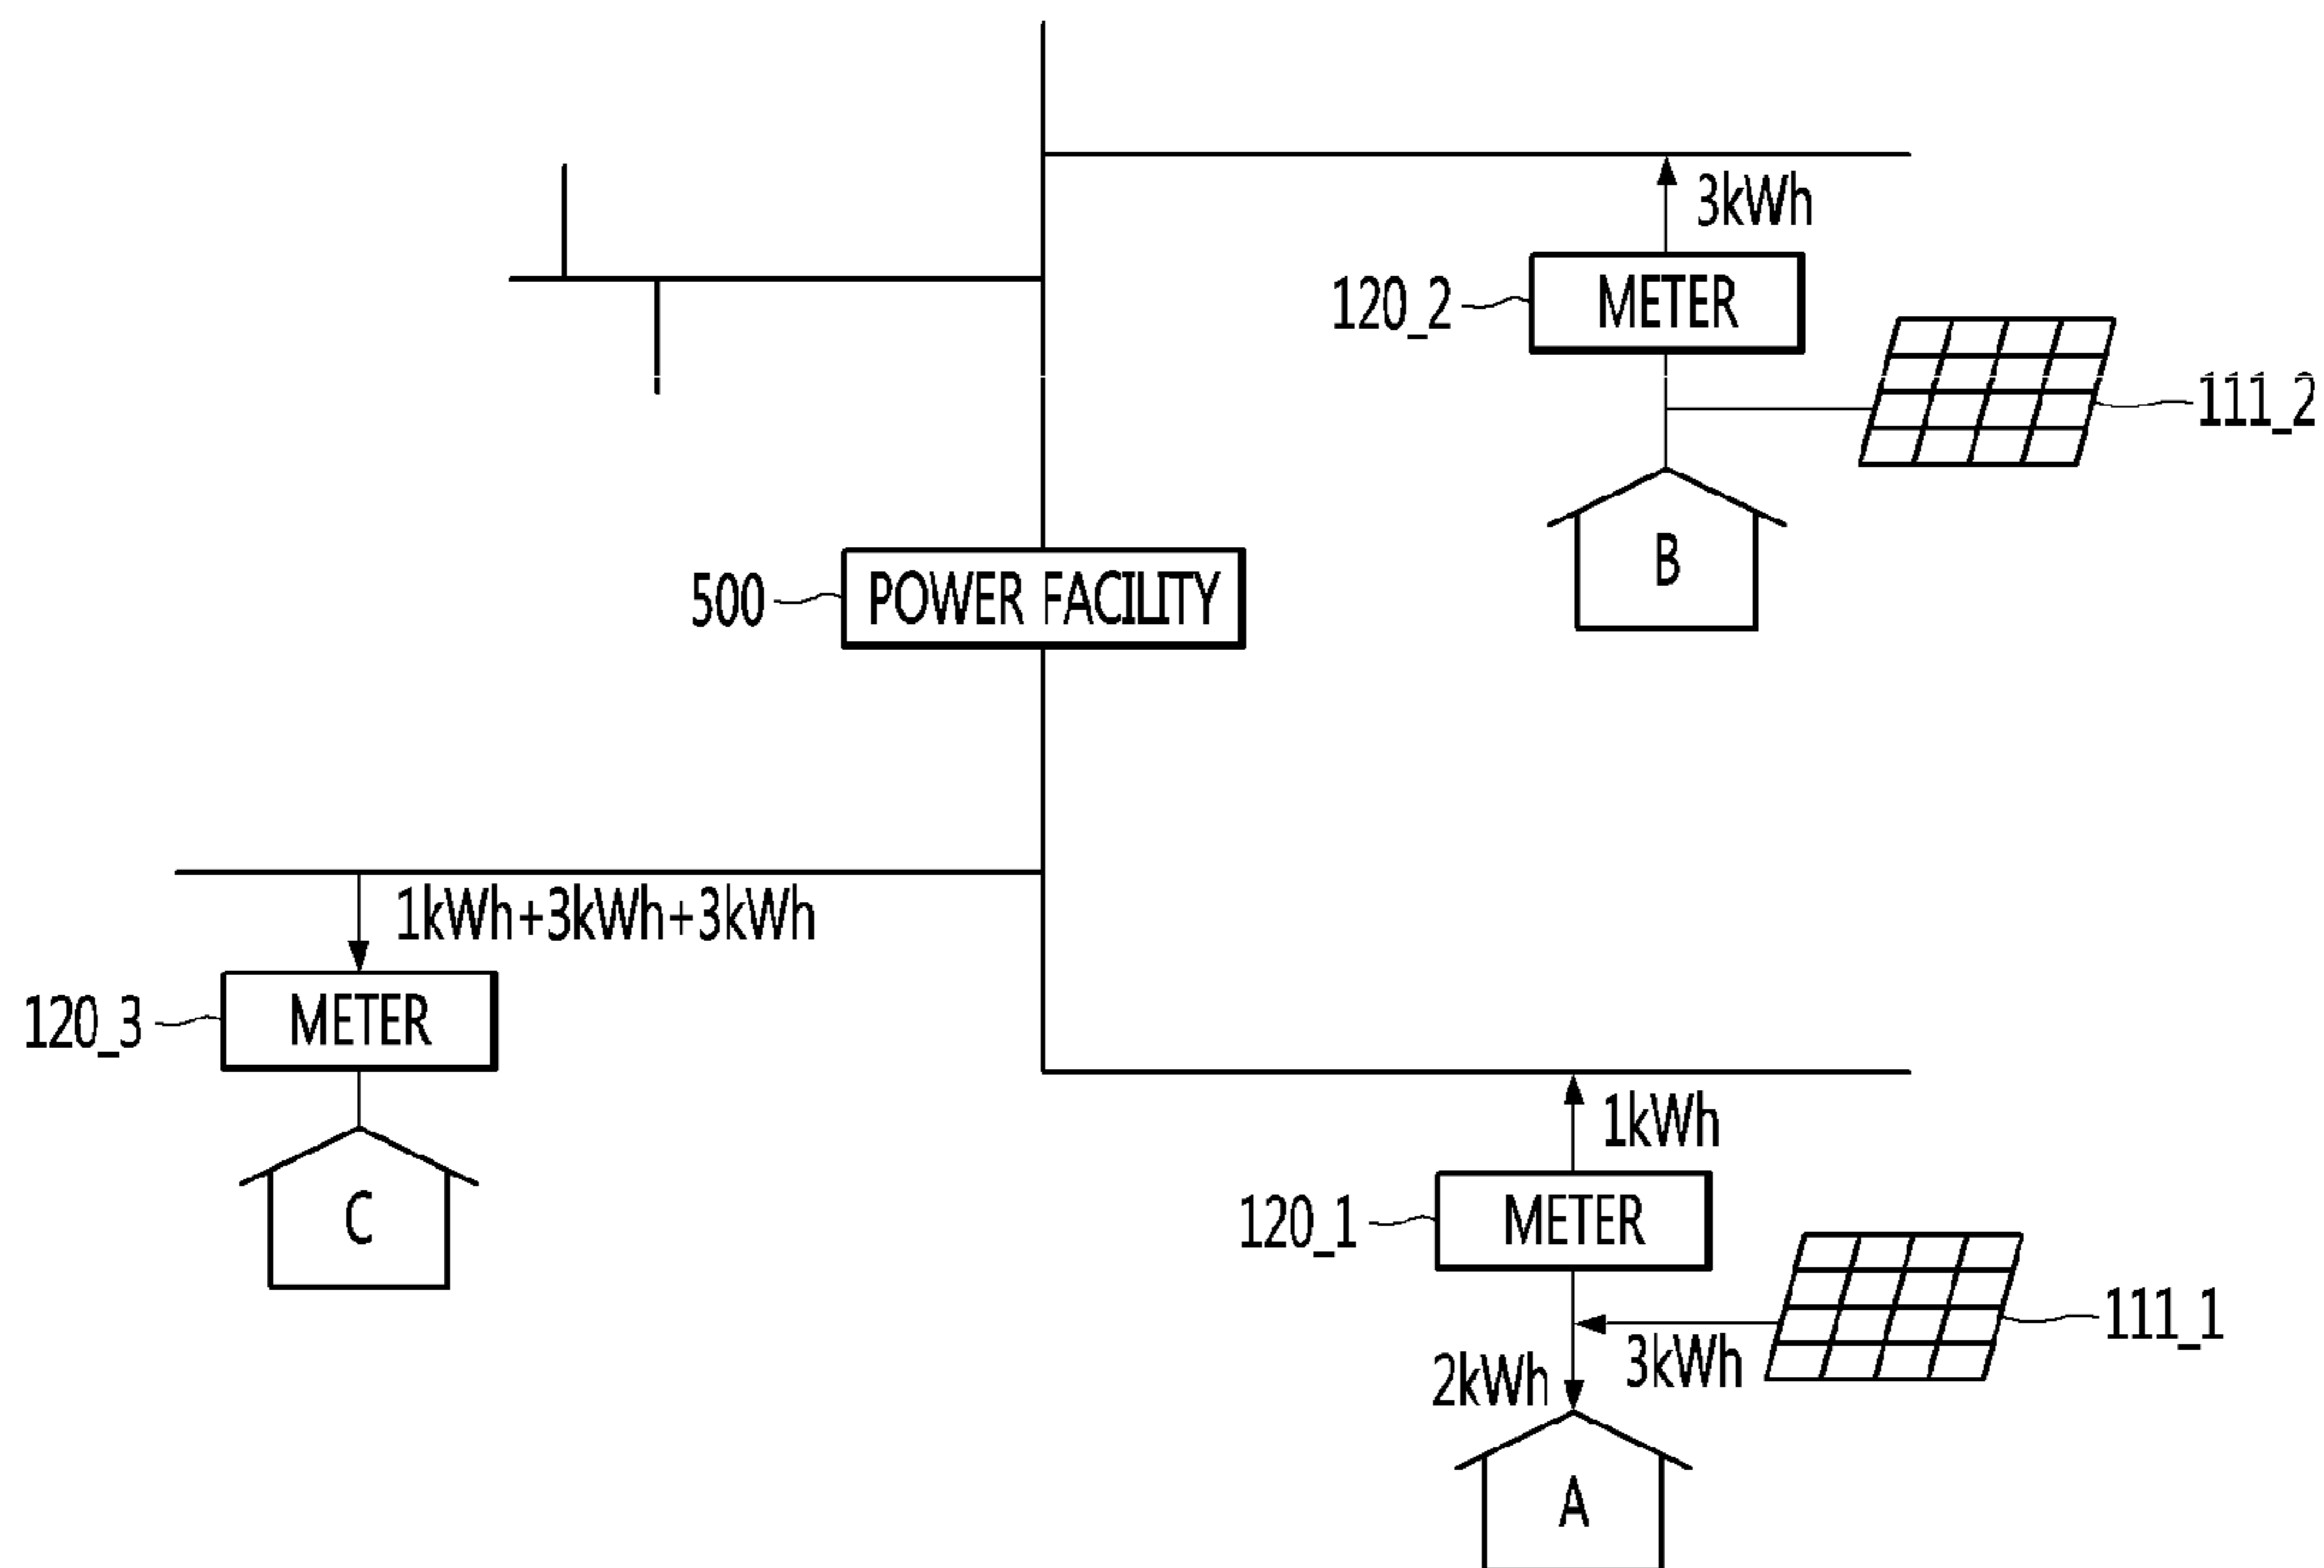 3kWh
120_2
METER
111_2
B
500
POWER FACILITY
1kWh+3kWh+3kWh
120_3
METER
C
1kWh
120_1
METER
111_1
3kWh
2kWh
A